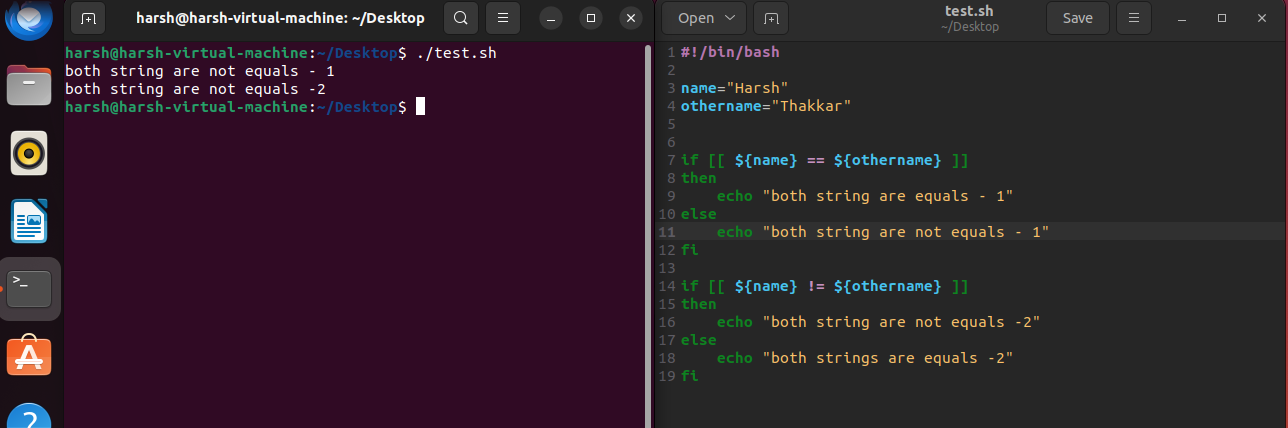 harsh@harsh-virtual-machine: ~/Desktop
harsh@harsh-virtual-machine:~/Desktop$ ./test.sh
both string are not equals - 1
both string are not equals -2
harsh@harsh-virtual-machine:~/Desktop$
>_
A
?
Open
test.sh
~/Desktop
Save
1 #!/bin/bash
2
3 name="Harsh"
4 othername="Thakkar"
5
6
7 if [[ ${name} == ${othername} ]]
8 then
9     echo "both string are equals - 1"
10 else
11     echo "both string are not equals - 1"
12 fi
13
14 if [[ ${name} != ${othername} ]]
15 then
16     echo "both string are not equals -2"
17 else
18     echo "both strings are equals -2"
19 fi